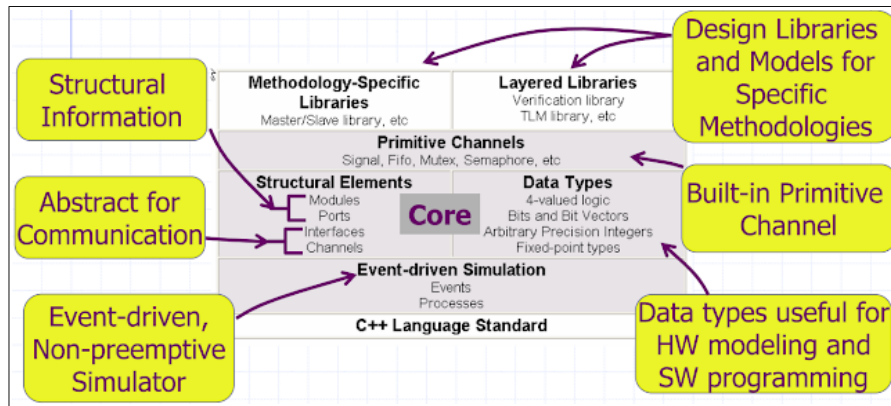 Design Libraries
and Models for
Specific
Methodologies
Structural
Information
Methodology-Specific
Libraries
Master/Slave library, etc
Layered Libraries
Verification library
TLM library, etc
Primitive Channels
Signal, Fifo, Mutex, Semaphore, etc
Built-in Primitive
Channel
Abstract for
Communication
Structural Elements
Modules
Ports
Interfaces
Channels
Core
Data Types
4-valued logic
Bits and Bit Vectors
Arbitrary Precision Integers
Fixed-point types
Event-driven Simulation
Events
Processes
C++ Language Standard
Event-driven,
Non-preemptive
Simulator
Data types useful for
HW modeling and
SW programming